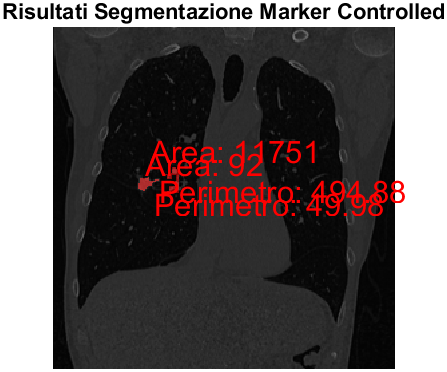 Risultati Segmentazione Marker Controlled
Area: 11751
Area: 92
Perimetro: 494.88
Perimetro: 49.98